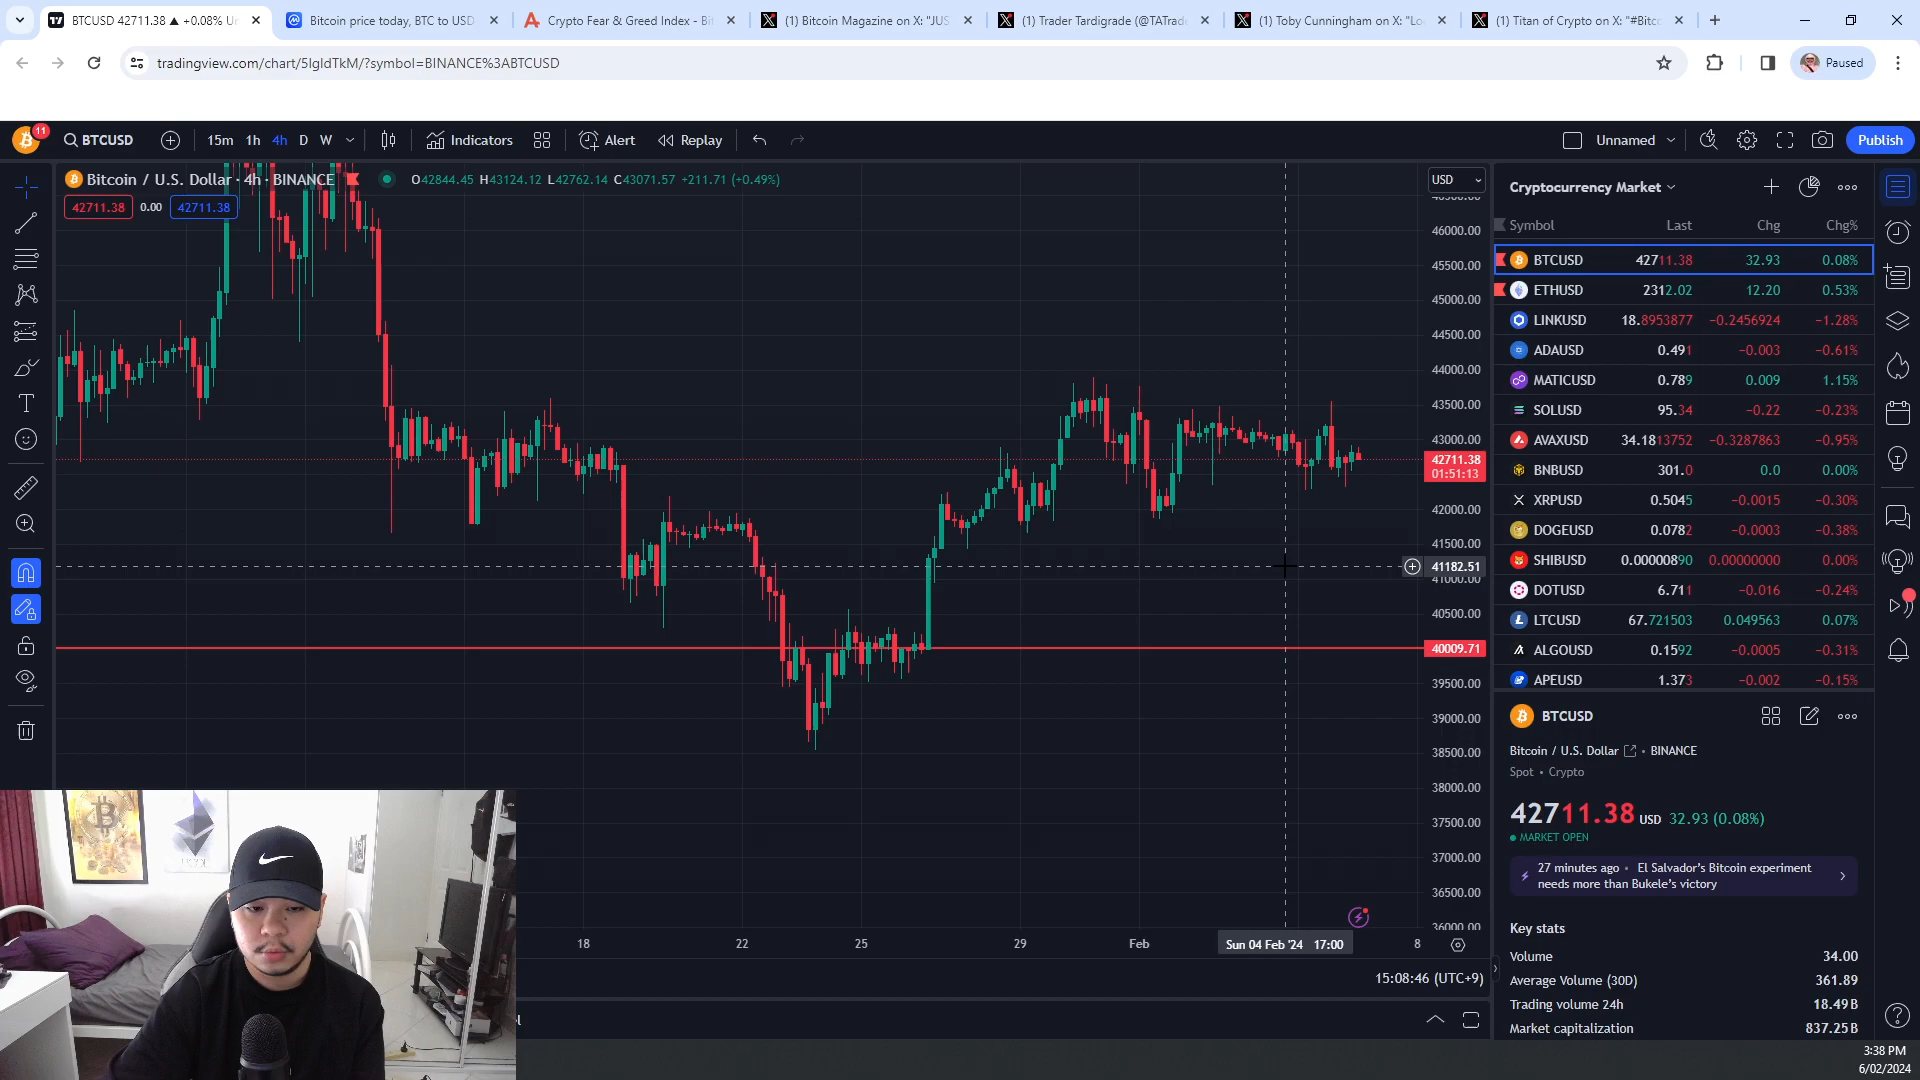 BTCUSD 42711.38 ▲ +0.08% Un
Bitcoin price today, BTC to USD
Crypto Fear & Greed Index - Bit
(1) Bitcoin Magazine on X: "JUS
(1) Trader Tardigrade (@TATrade
(1) Toby Cunningham on X: "Lo
(1) Titan of Crypto on X: "#Bitc
tradingview.com/chart/5IgIdTkM/?symbol=BINANCE%3ABTCUSD
Paused
11
BTCUSD
15m 1h 4h D W
Indicators
Alert
Replay
Unnamed
Publish
Bitcoin / U.S. Dollar · 4h · BINANCE
O42844.45 H43124.12 L42762.14 C43071.57 +211.71 (+0.49%)
42711.38 0.00 42711.38
USD
46500.00
46000.00
45500.00
45000.00
44500.00
44000.00
43500.00
43000.00
42711.38
01:51:13
42000.00
41500.00
41182.51
41000.00
40500.00
40009.71
39500.00
39000.00
38500.00
38000.00
37500.00
37000.00
36500.00
36000.00
18 22 25 29 Feb Sun 04 Feb '24 17:00 8
15:08:46 (UTC+9)
Cryptocurrency Market
Symbol Last Chg Chg%
BTCUSD 42711.38 32.93 0.08%
ETHUSD 2312.02 12.20 0.53%
LINKUSD 18.8953877 −0.2456924 −1.28%
ADAUSD 0.491 −0.003 −0.61%
MATICUSD 0.789 0.009 1.15%
SOLUSD 95.34 −0.22 −0.23%
AVAXUSD 34.1813752 −0.3287863 −0.95%
BNBUSD 301.0 0.0 0.00%
XRPUSD 0.5045 −0.0015 −0.30%
DOGEUSD 0.0782 −0.0003 −0.38%
SHIBUSD 0.00000890 0.00000000 0.00%
DOTUSD 6.711 −0.016 −0.24%
LTCUSD 67.721503 0.049563 0.07%
ALGOUSD 0.1592 −0.0005 −0.31%
APEUSD 1.373 −0.002 −0.15%
BTCUSD
Bitcoin / U.S. Dollar • BINANCE
Spot • Crypto
42711.38 USD 32.93 (0.08%)
MARKET OPEN
27 minutes ago • El Salvador's Bitcoin experiment
needs more than Bukele's victory
Key stats
Volume 34.00
Average Volume (30D) 361.89
Trading volume 24h 18.49B
Market capitalization 837.25B
3:38 PM
6/02/2024